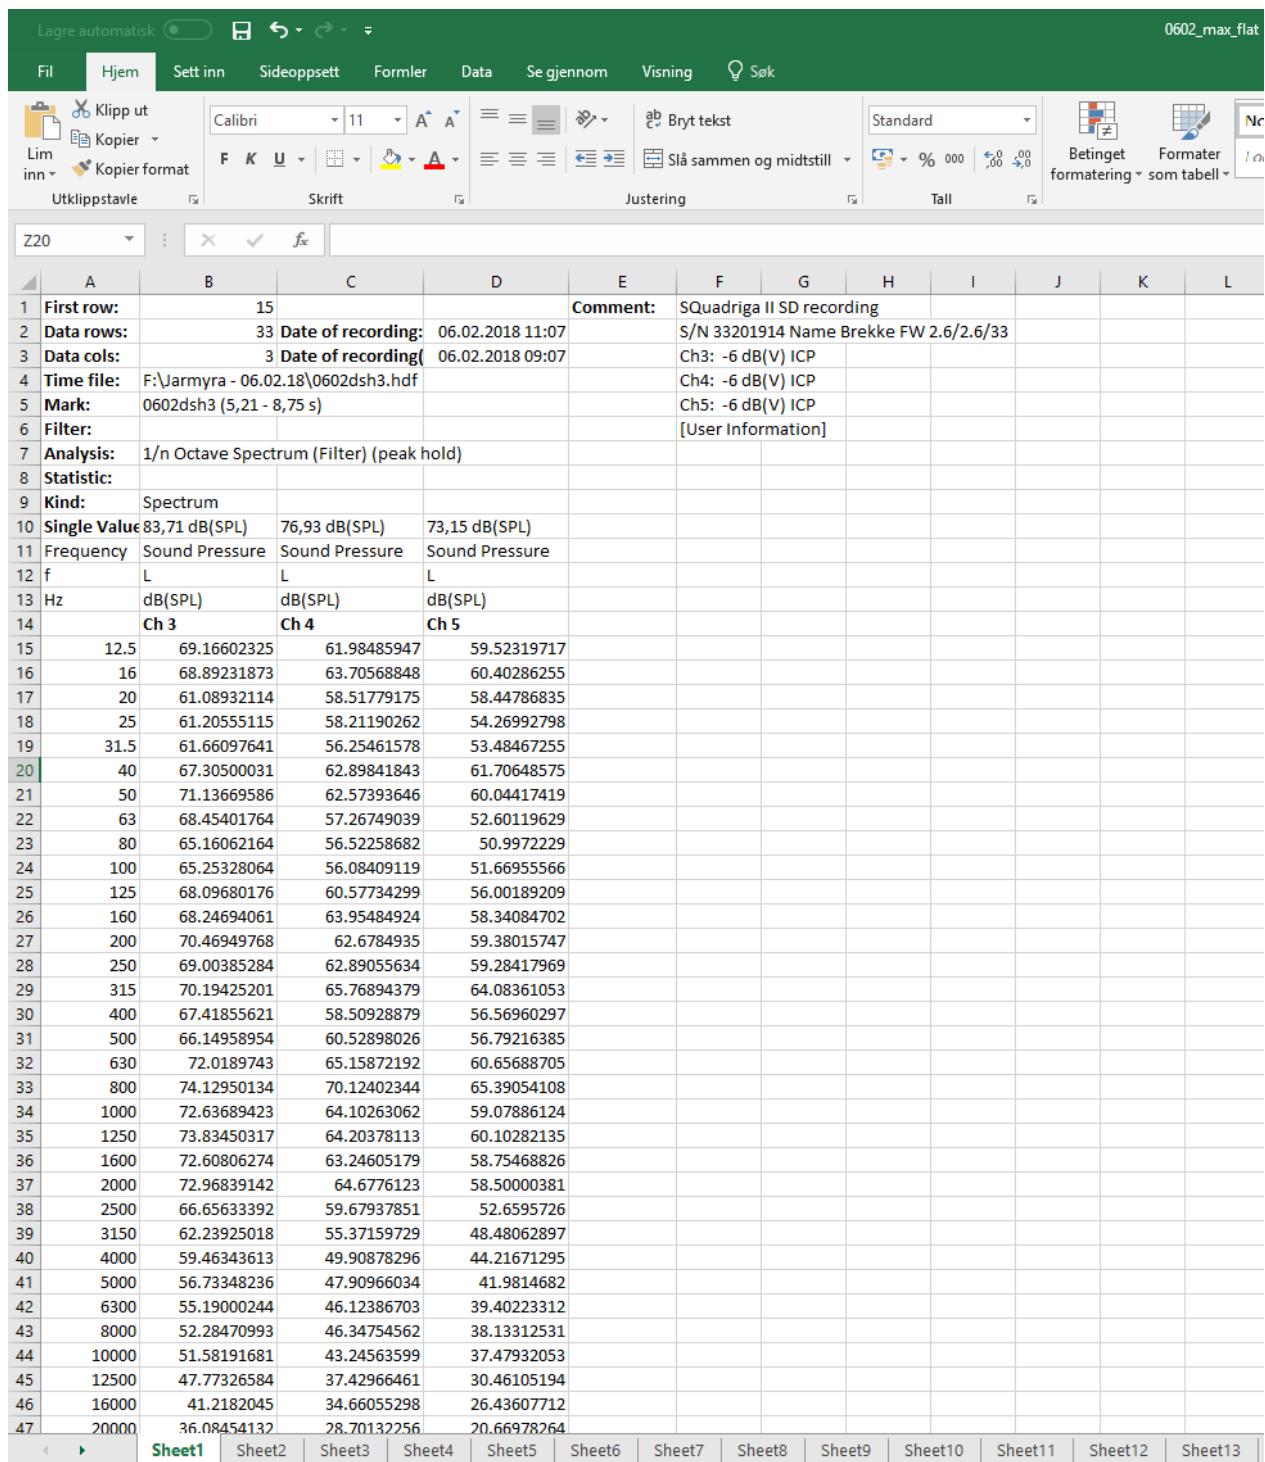 Lagre automatisk 0602_max_flat
Fil Hjem Sett inn Sideoppsett Formler Data Se gjennom Visning Søk
Lim inn
Klipp ut
Kopier
Kopier format
Calibri 11 A A
F K U A
ab Bryt tekst
Slå sammen og midtstill
Standard
% 000 ,00 ,00
Betinget formatering
Formater som tabell
Utklippstavle Skrift Justering Tall
Z20 fx
A B C D E F G H I J K L
1 First row: 15 Comment: SQuadriga II SD recording
2 Data rows: 33 Date of recording: 06.02.2018 11:07 S/N 33201914 Name Brekke FW 2.6/2.6/33
3 Data cols: 3 Date of recording( 06.02.2018 09:07 Ch3: -6 dB(V) ICP
4 Time file: F:\Jarmyra - 06.02.18\0602dsh3.hdf Ch4: -6 dB(V) ICP
5 Mark: 0602dsh3 (5,21 - 8,75 s) Ch5: -6 dB(V) ICP
6 Filter: [User Information]
7 Analysis: 1/n Octave Spectrum (Filter) (peak hold)
8 Statistic:
9 Kind: Spectrum
10 Single Value 83,71 dB(SPL) 76,93 dB(SPL) 73,15 dB(SPL)
11 Frequency Sound Pressure Sound Pressure Sound Pressure
12 f L L L
13 Hz dB(SPL) dB(SPL) dB(SPL)
14 Ch 3 Ch 4 Ch 5
15 12.5 69.16602325 61.98485947 59.52319717
16 16 68.89231873 63.70568848 60.40286255
17 20 61.08932114 58.51779175 58.44786835
18 25 61.20555115 58.21190262 54.26992798
19 31.5 61.66097641 56.25461578 53.48467255
20 40 67.30500031 62.89841843 61.70648575
21 50 71.13669586 62.57393646 60.04417419
22 63 68.45401764 57.26749039 52.60119629
23 80 65.16062164 56.52258682 50.9972229
24 100 65.25328064 56.08409119 51.66955566
25 125 68.09680176 60.57734299 56.00189209
26 160 68.24694061 63.95484924 58.34084702
27 200 70.46949768 62.6784935 59.38015747
28 250 69.00385284 62.89055634 59.28417969
29 315 70.19425201 65.76894379 64.08361053
30 400 67.41855621 58.50928879 56.56960297
31 500 66.14958954 60.52898026 56.79216385
32 630 72.0189743 65.15872192 60.65688705
33 800 74.12950134 70.12402344 65.39054108
34 1000 72.63689423 64.10263062 59.07886124
35 1250 73.83450317 64.20378113 60.10282135
36 1600 72.60806274 63.24605179 58.75468826
37 2000 72.96839142 64.6776123 58.50000381
38 2500 66.65633392 59.67937851 52.6595726
39 3150 62.23925018 55.37159729 48.48062897
40 4000 59.46343613 49.90878296 44.21671295
41 5000 56.73348236 47.90966034 41.9814682
42 6300 55.19000244 46.12386703 39.40223312
43 8000 52.28470993 46.34754562 38.13312531
44 10000 51.58191681 43.24563599 37.47932053
45 12500 47.77326584 37.42966461 30.46105194
46 16000 41.2182045 34.66055298 26.43607712
47 20000 36.08454132 28.70132256 20.66978264
Sheet1 Sheet2 Sheet3 Sheet4 Sheet5 Sheet6 Sheet7 Sheet8 Sheet9 Sheet10 Sheet11 Sheet12 Sheet13